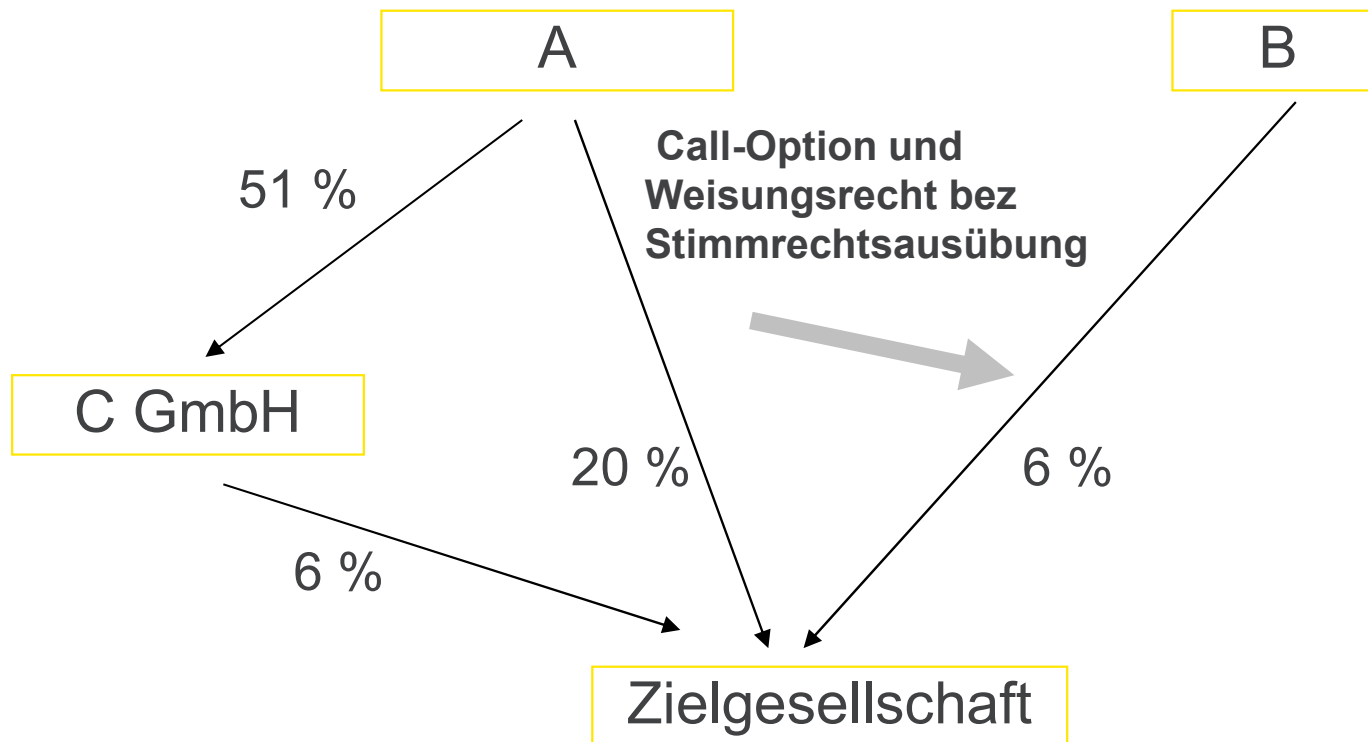 A
B
Call-Option und
Weisungsrecht bez
Stimmrechtsausübung
51 %
C GmbH
20 %
6 %
6 %
Zielgesellschaft